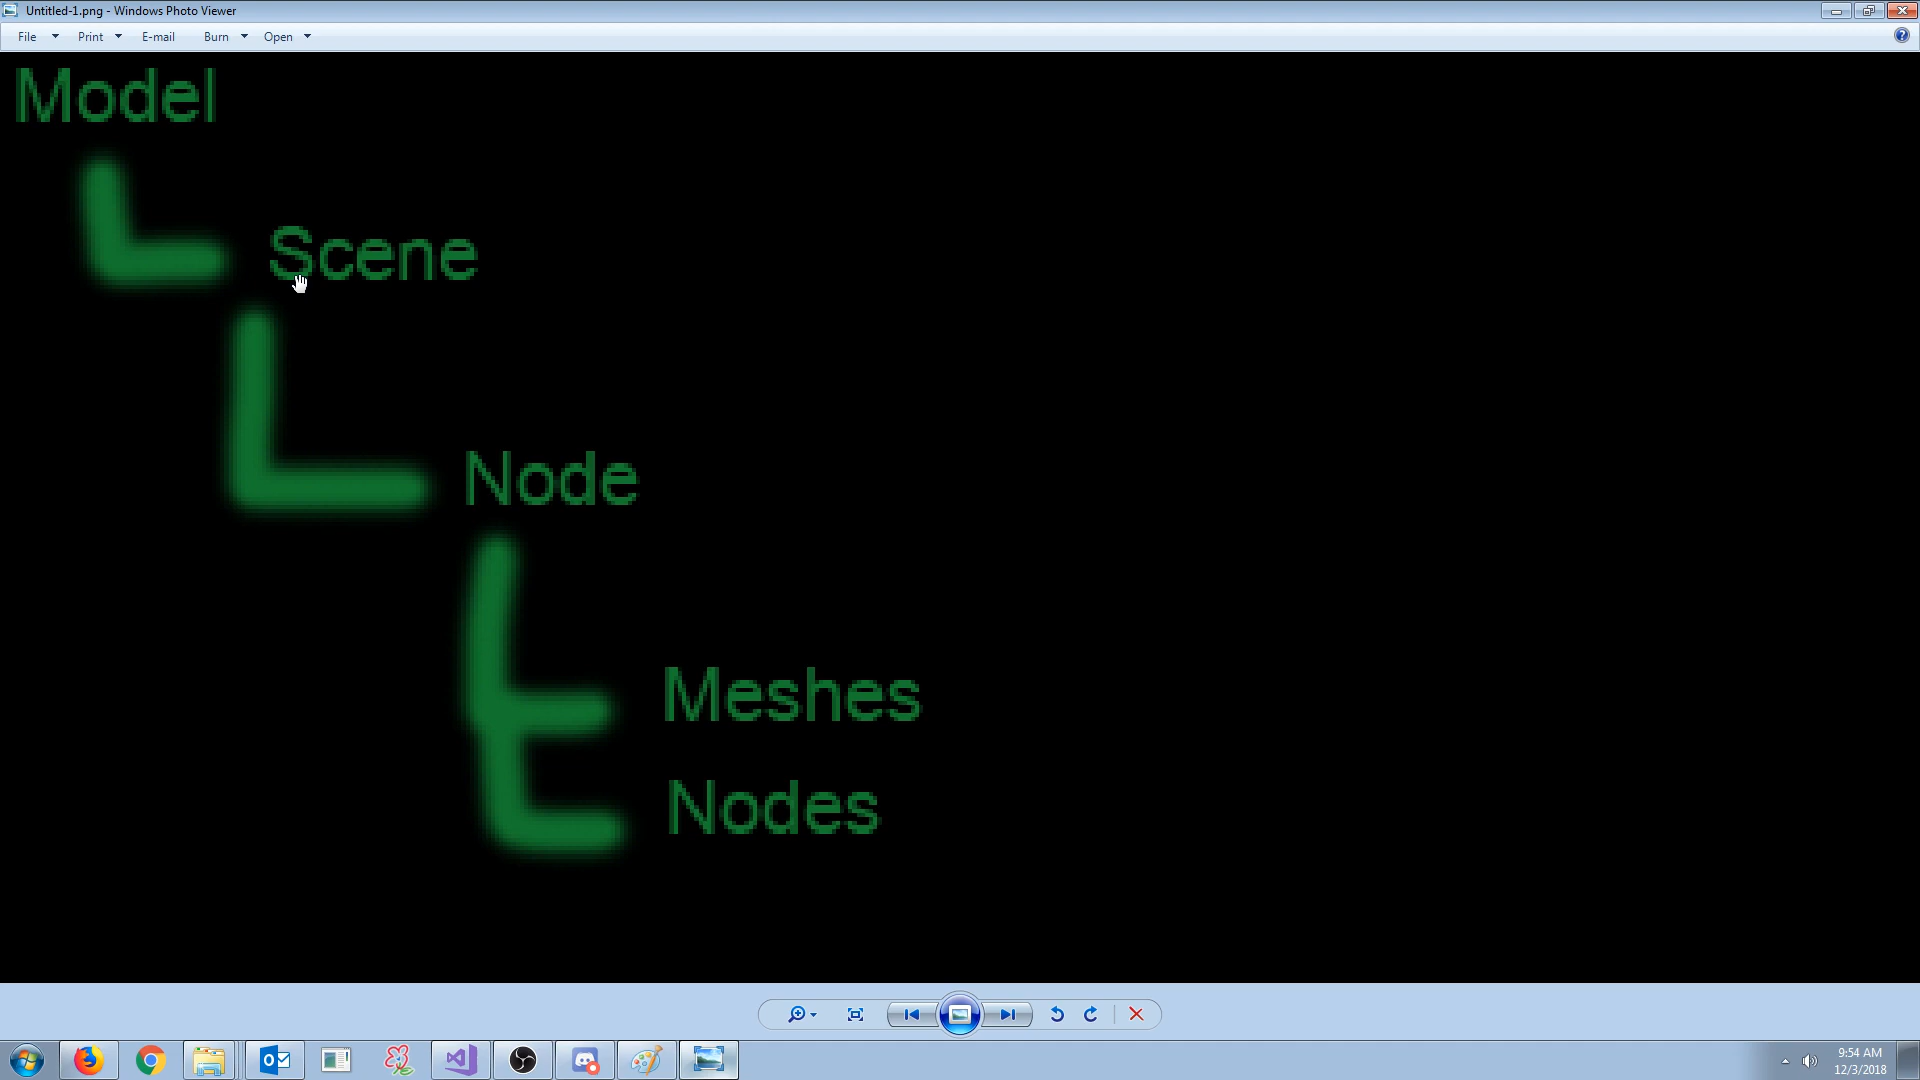 Untitled-1.png - Windows Photo Viewer
File Print E-mail Burn Open
Model
Scene
Node
Meshes
Nodes
9:54 AM
12/3/2018